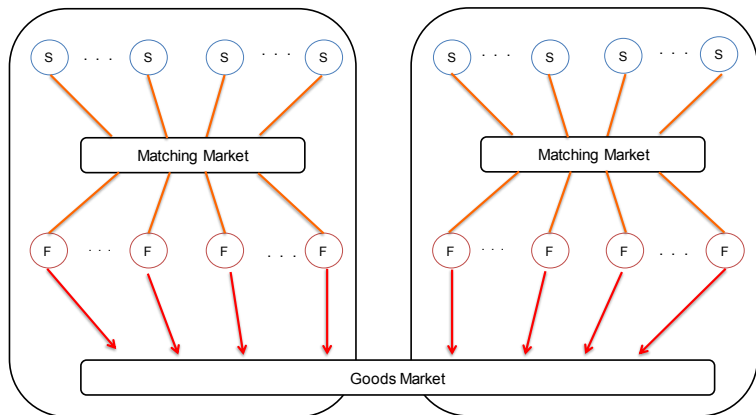 S . . . S S . . . S
S . . . S S . . . S
Matching Market
Matching Market
F . . . F F . . . F
F . . . F F . . . F
Goods Market